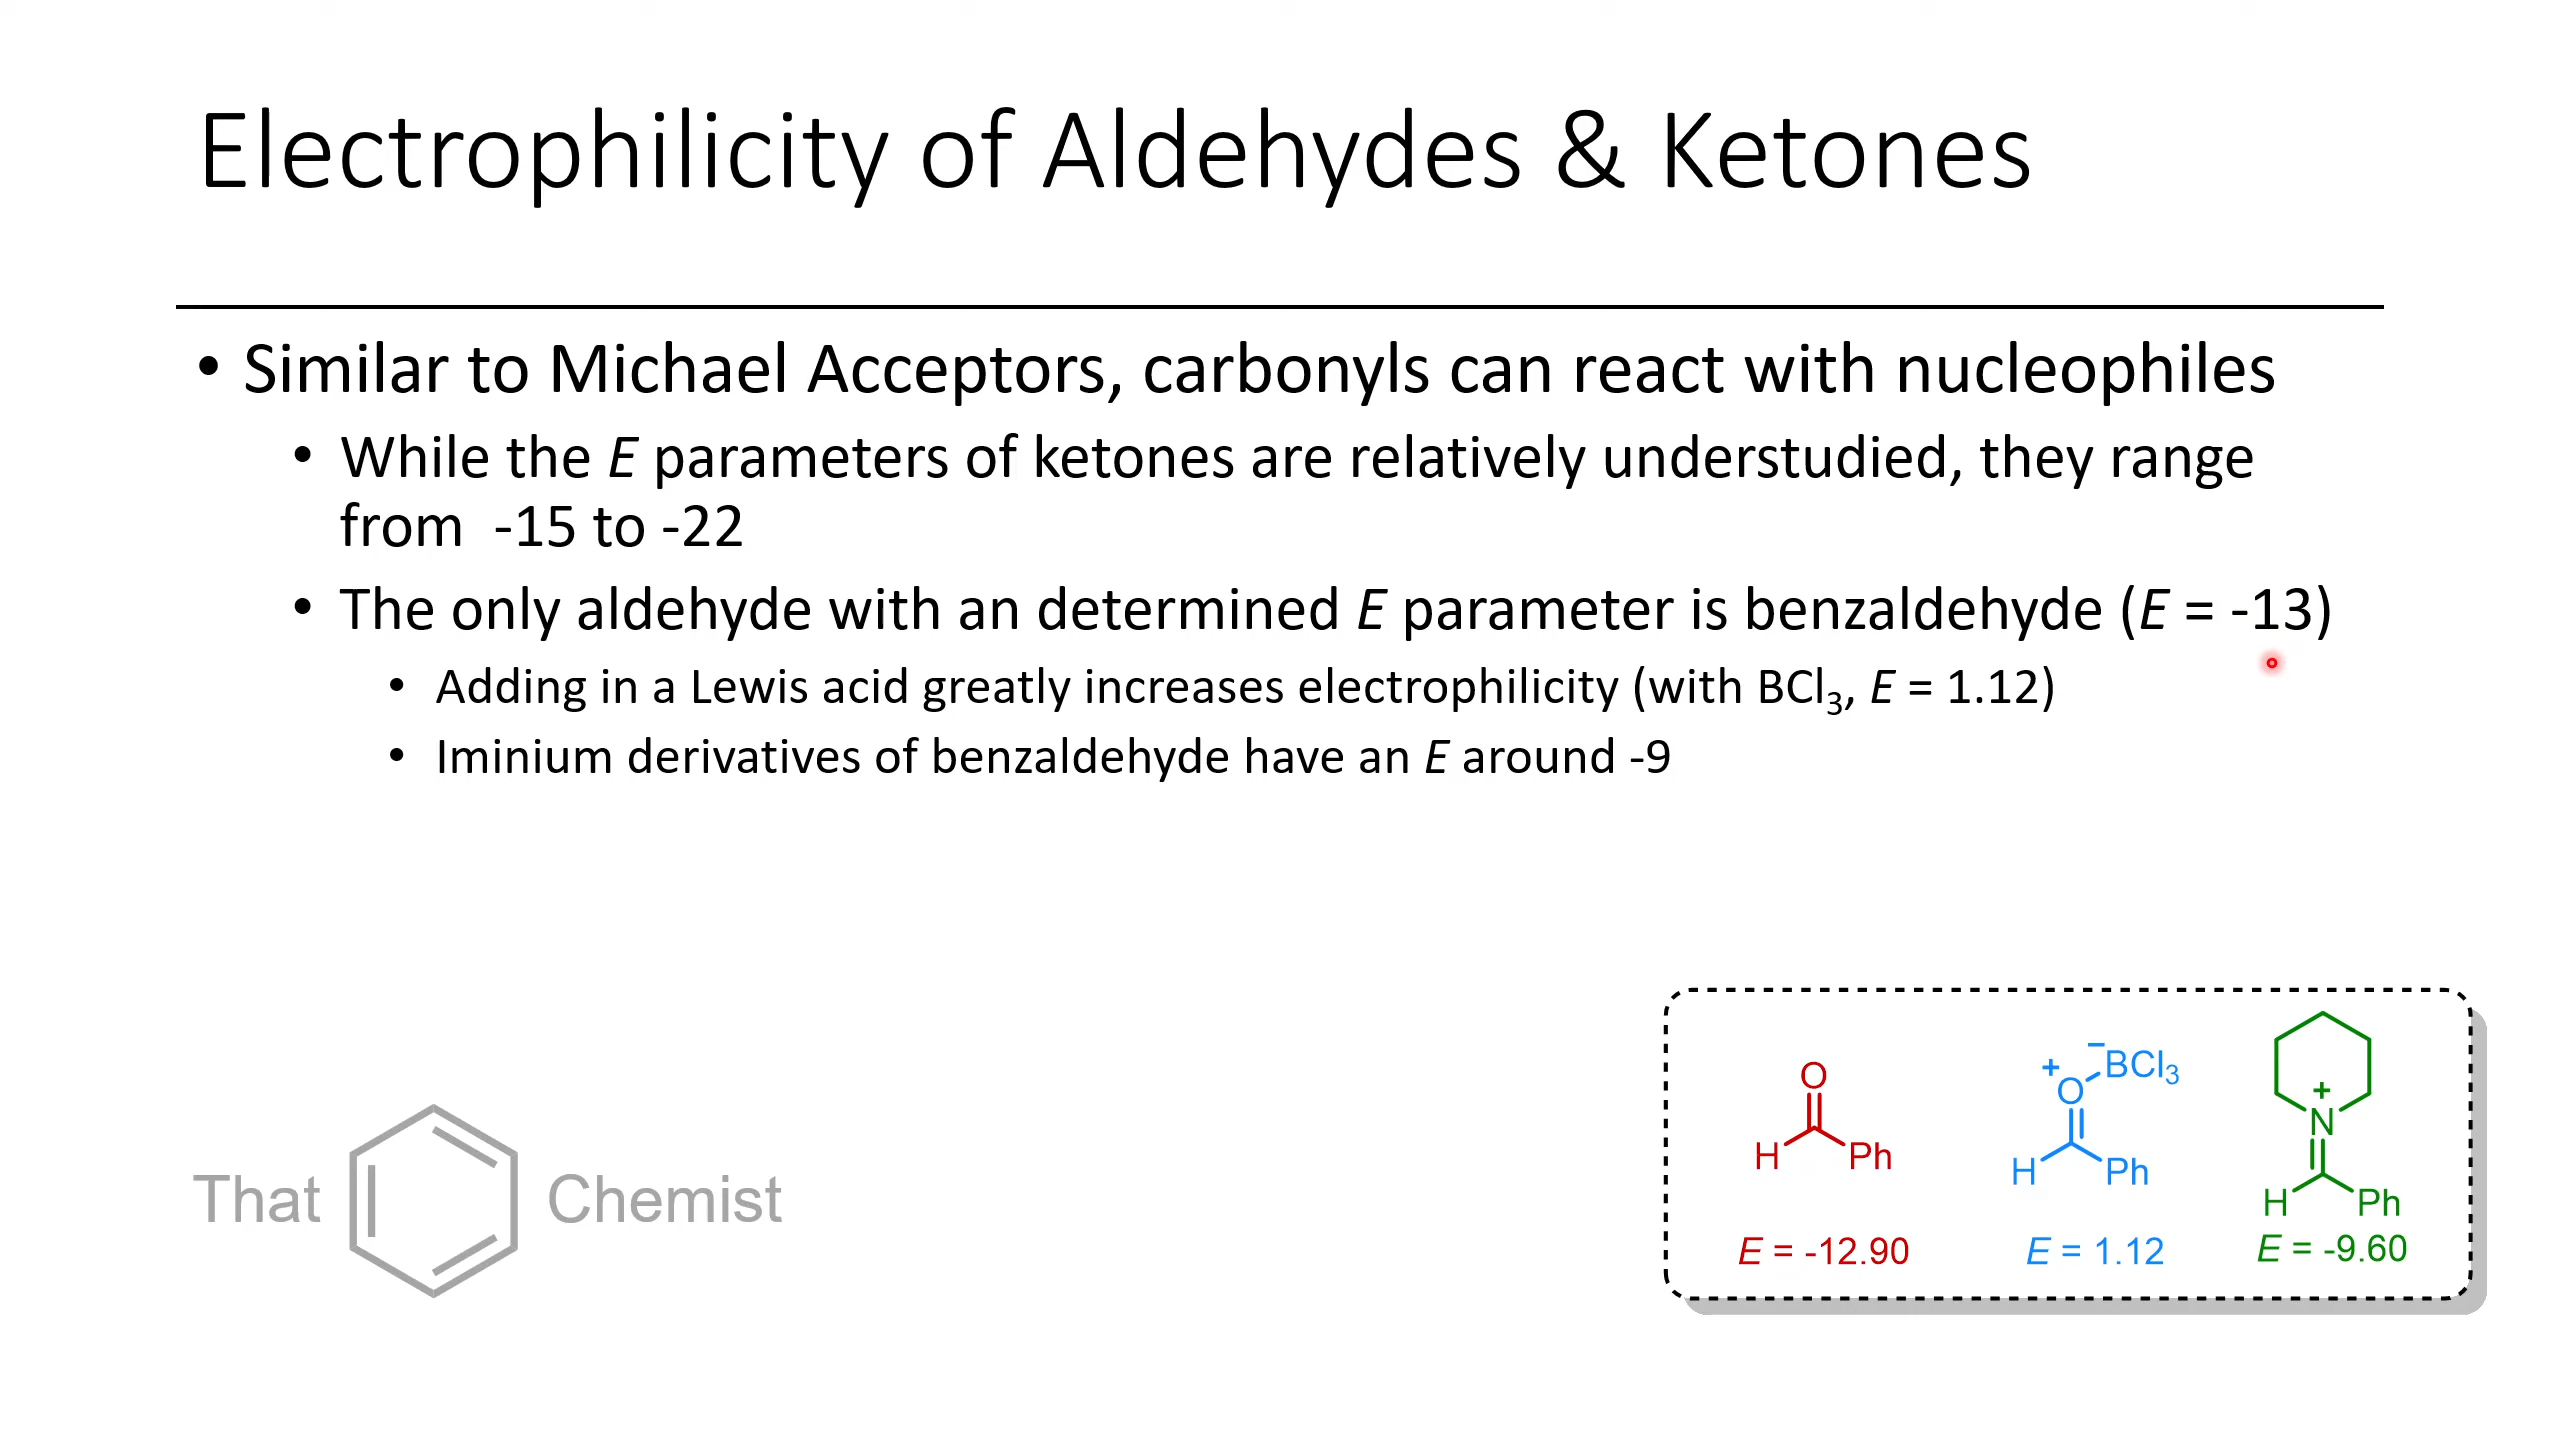 Electrophilicity of Aldehydes & Ketones
• Similar to Michael Acceptors, carbonyls can react with nucleophiles
• While the E parameters of ketones are relatively understudied, they range
from  -15 to -22
• The only aldehyde with an determined E parameter is benzaldehyde (E = -13)
• Adding in a Lewis acid greatly increases electrophilicity (with BCl₃, E = 1.12)
• Iminium derivatives of benzaldehyde have an E around -9
That Chemist
O
H Ph
E = -12.90
+ −
O BCl₃
H Ph
E = 1.12
+
N
H Ph
E = -9.60